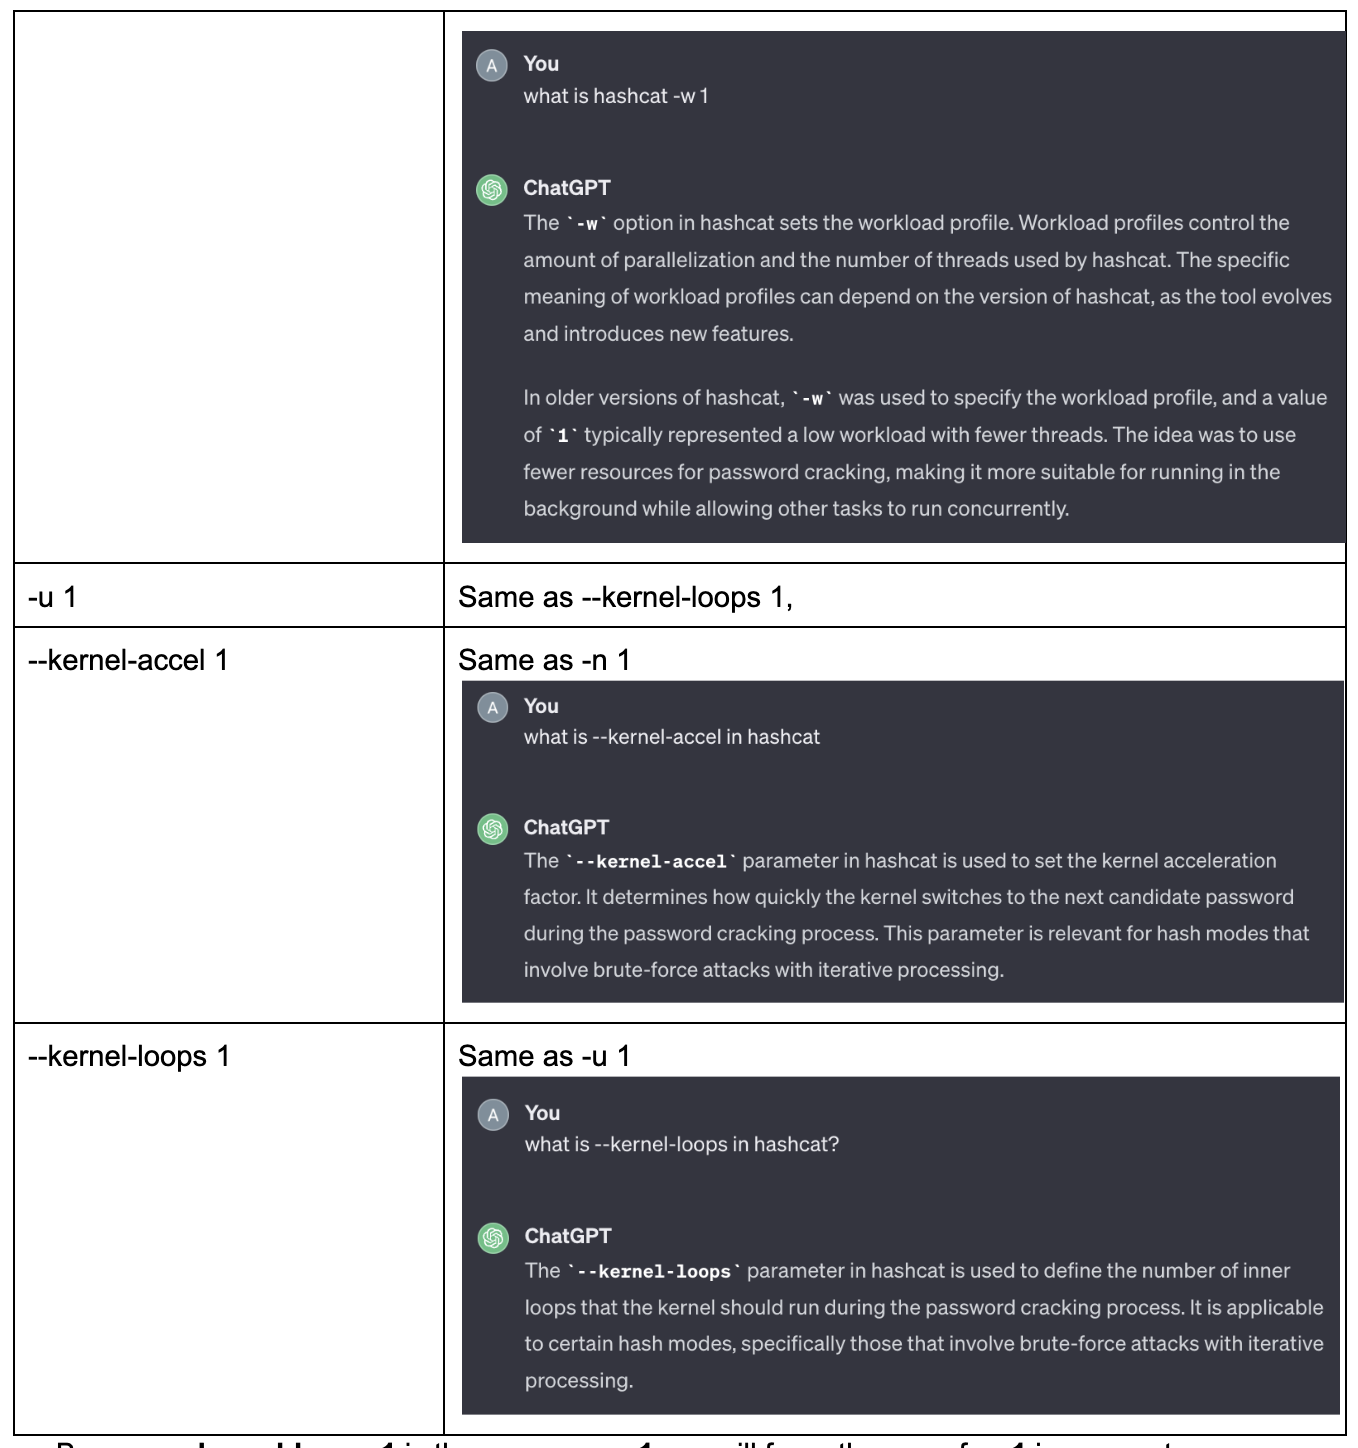 A You
what is hashcat -w 1
ChatGPT
The `-w` option in hashcat sets the workload profile. Workload profiles control the
amount of parallelization and the number of threads used by hashcat. The specific
meaning of workload profiles can depend on the version of hashcat, as the tool evolves
and introduces new features.
In older versions of hashcat, `-w` was used to specify the workload profile, and a value
of `1` typically represented a low workload with fewer threads. The idea was to use
fewer resources for password cracking, making it more suitable for running in the
background while allowing other tasks to run concurrently.
-u 1
Same as --kernel-loops 1,
--kernel-accel 1
Same as -n 1
A You
what is --kernel-accel in hashcat
ChatGPT
The `--kernel-accel` parameter in hashcat is used to set the kernel acceleration
factor. It determines how quickly the kernel switches to the next candidate password
during the password cracking process. This parameter is relevant for hash modes that
involve brute-force attacks with iterative processing.
--kernel-loops 1
Same as -u 1
A You
what is --kernel-loops in hashcat?
ChatGPT
The `--kernel-loops` parameter in hashcat is used to define the number of inner
loops that the kernel should run during the password cracking process. It is applicable
to certain hash modes, specifically those that involve brute-force attacks with iterative
processing.